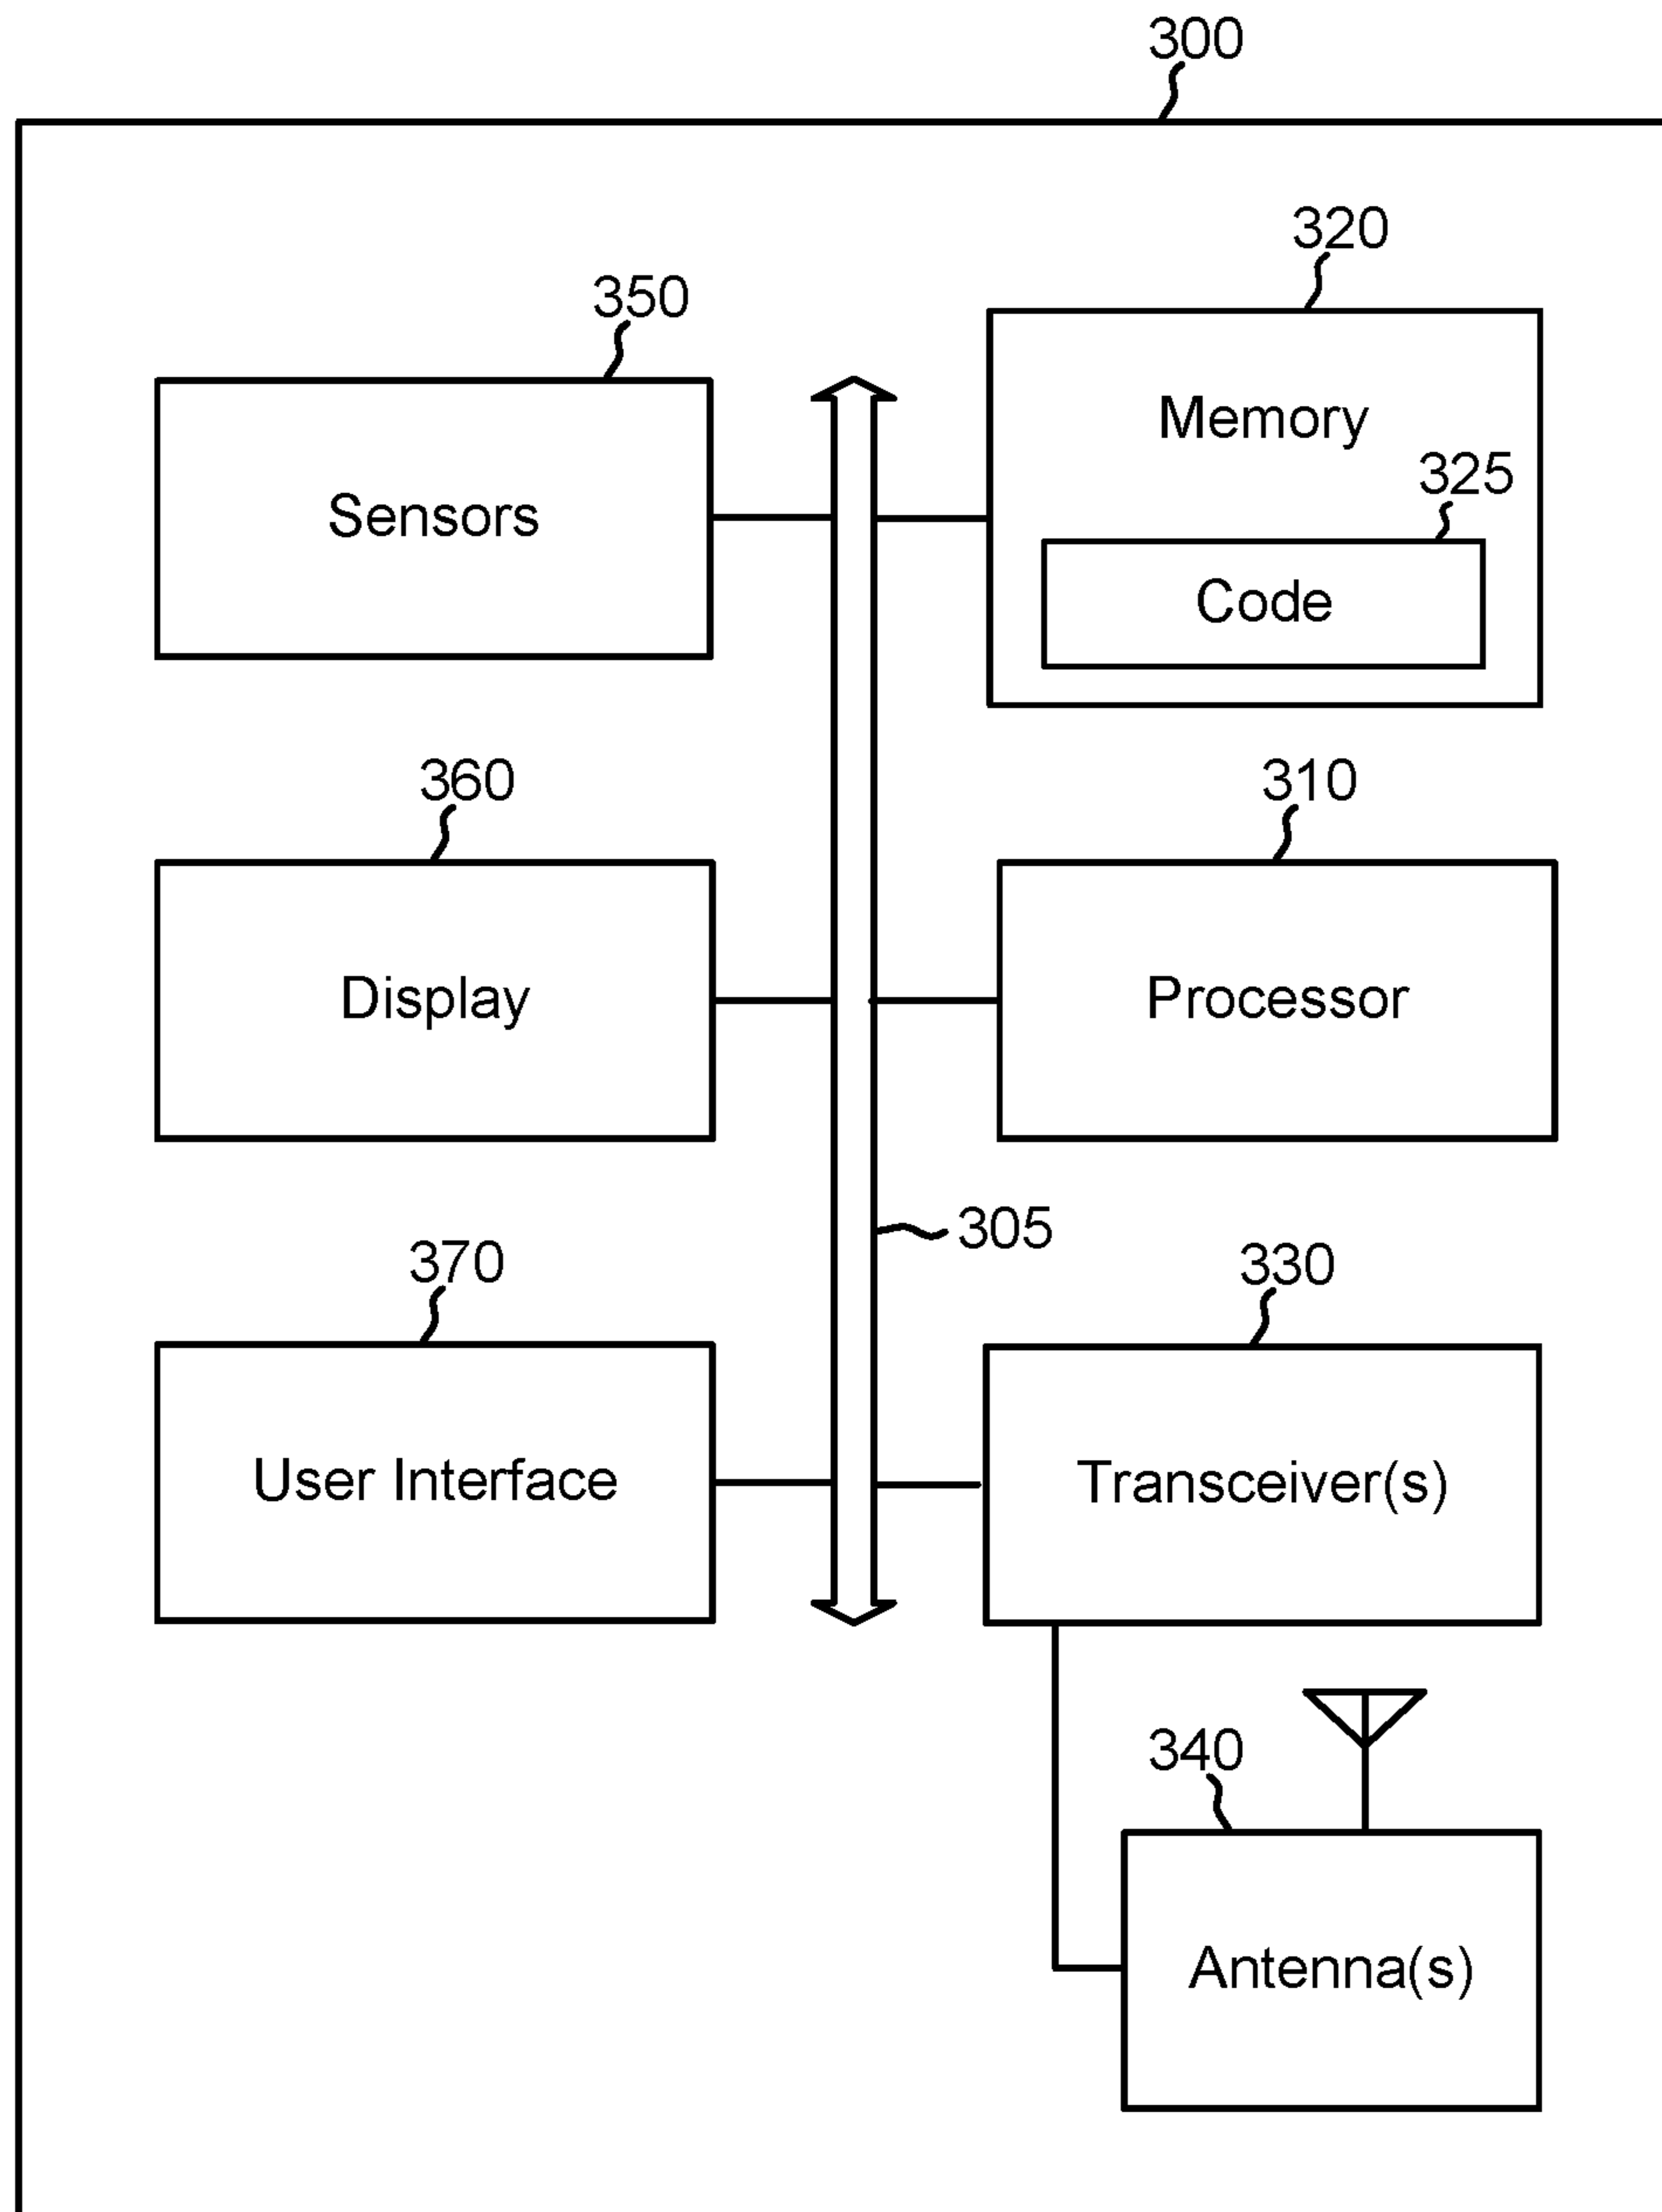 300
320
350
Memory
325
Sensors
Code
360
310
Display
Processor
305
370
330
User Interface
Transceiver(s)
340
Antenna(s)